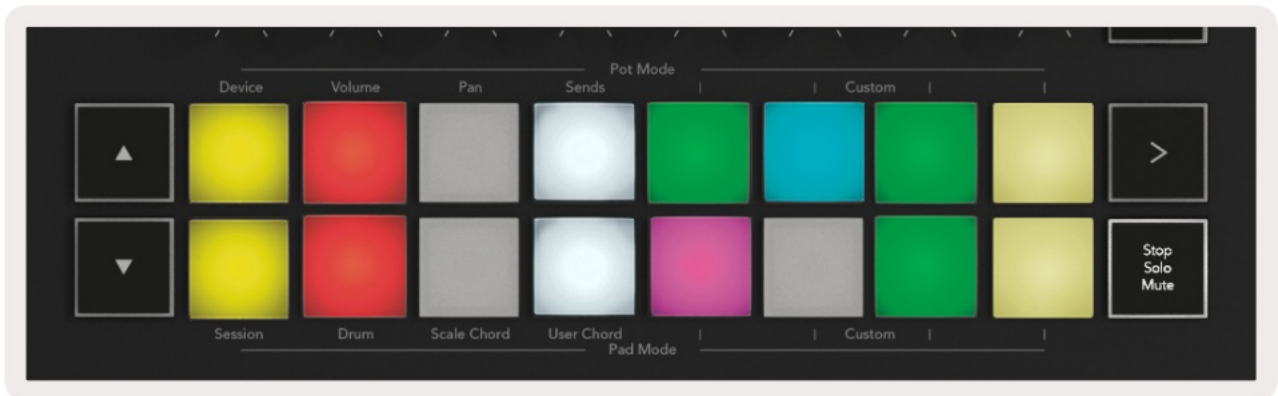 Pot Mode
Device Volume Pan Sends Custom
>
Stop
Solo
Mute
Session Drum Scale Chord User Chord Custom
Pad Mode